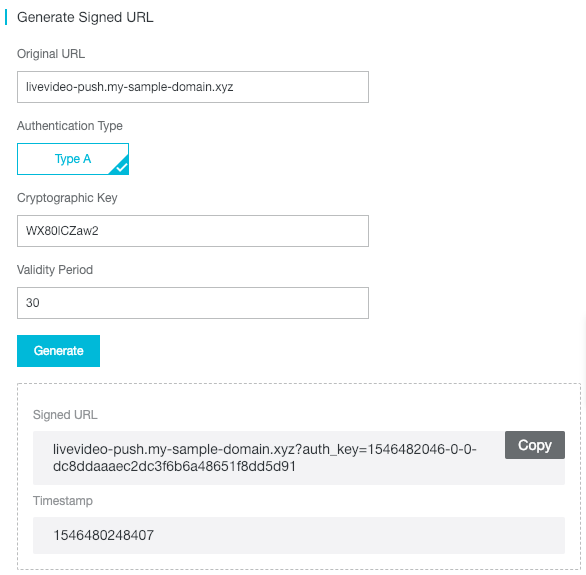 Generate Signed URL
Original URL
livevideo-push.my-sample-domain.xyz
Authentication Type
Type A
Cryptographic Key
WX80lCZaw2
Validity Period
30
Generate
Signed URL
livevideo-push.my-sample-domain.xyz?auth_key=1546482046-0-0-
dc8ddaaaec2dc3f6b6a48651f8dd5d91
Copy
Timestamp
1546480248407